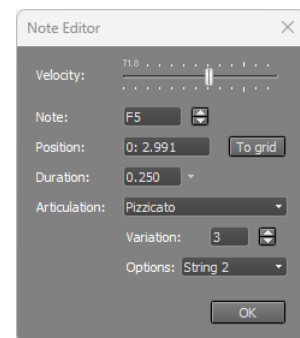 Note Editor
71.8
Velocity:
Note: F5
Position: 0: 2.991 To grid
Duration: 0.250
Articulation: Pizzicato
Variation: 3
Options: String 2
OK